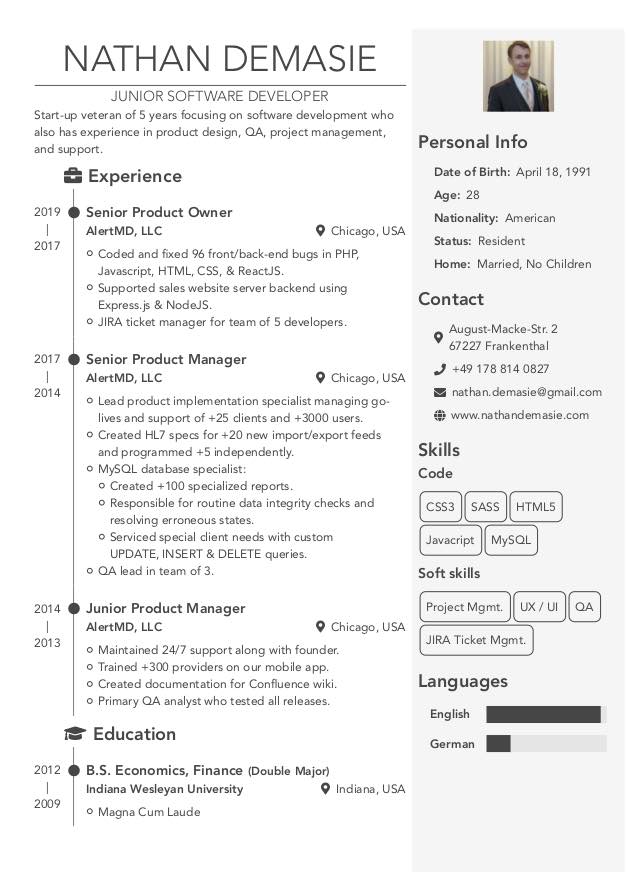 NATHAN DEMASIE
JUNIOR SOFTWARE DEVELOPER
Start-up veteran of 5 years focusing on software development who
also has experience in product design, QA, project management,
and support.
Experience
2019
|
2017
Senior Product Owner
AlertMD, LLC Chicago, USA
Coded and fixed 96 front/back-end bugs in PHP,
Javascript, HTML, CSS, & ReactJS.
Supported sales website server backend using
Express.js & NodeJS.
JIRA ticket manager for team of 5 developers.
2017
|
2014
Senior Product Manager
AlertMD, LLC Chicago, USA
Lead product implementation specialist managing go-
lives and support of +25 clients and +3000 users.
Created HL7 specs for +20 new import/export feeds
and programmed +5 independently.
MySQL database specialist:
Created +100 specialized reports.
Responsible for routine data integrity checks and
resolving erroneous states.
Serviced special client needs with custom
UPDATE, INSERT & DELETE queries.
QA lead in team of 3.
2014
|
2013
Junior Product Manager
AlertMD, LLC Chicago, USA
Maintained 24/7 support along with founder.
Trained +300 providers on our mobile app.
Created documentation for Confluence wiki.
Primary QA analyst who tested all releases.
Education
2012
|
2009
B.S. Economics, Finance (Double Major)
Indiana Wesleyan University Indiana, USA
Magna Cum Laude
Personal Info
Date of Birth: April 18, 1991
Age: 28
Nationality: American
Status: Resident
Home: Married, No Children
Contact
August-Macke-Str. 2
67227 Frankenthal
+49 178 814 0827
nathan.demasie@gmail.com
www.nathandemasie.com
Skills
Code
CSS3 SASS HTML5
Javacript MySQL
Soft skills
Project Mgmt. UX / UI QA
JIRA Ticket Mgmt.
Languages
English
German